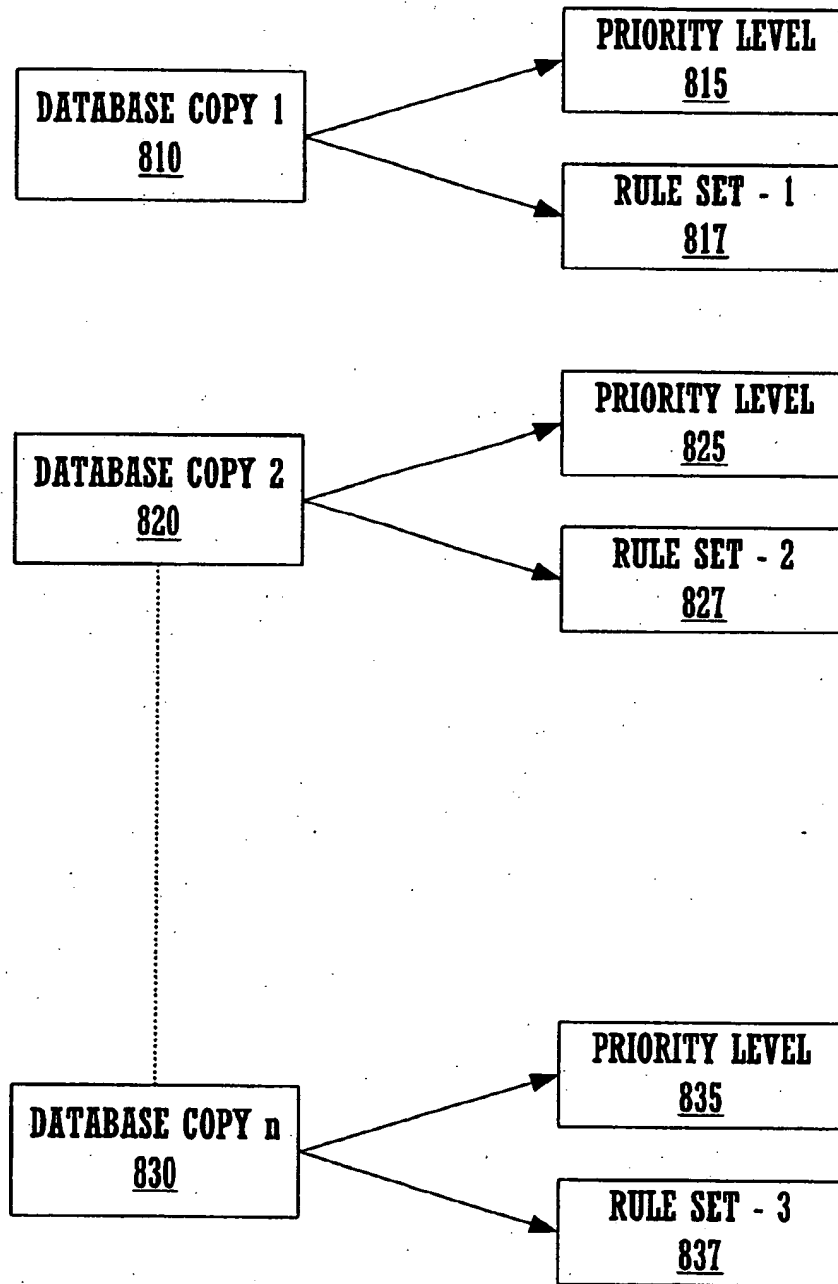 DATABASE COPY 1
810
PRIORITY LEVEL
815
RULE SET - 1
817
DATABASE COPY 2
820
PRIORITY LEVEL
825
RULE SET - 2
827
DATABASE COPY n
830
PRIORITY LEVEL
835
RULE SET - 3
837